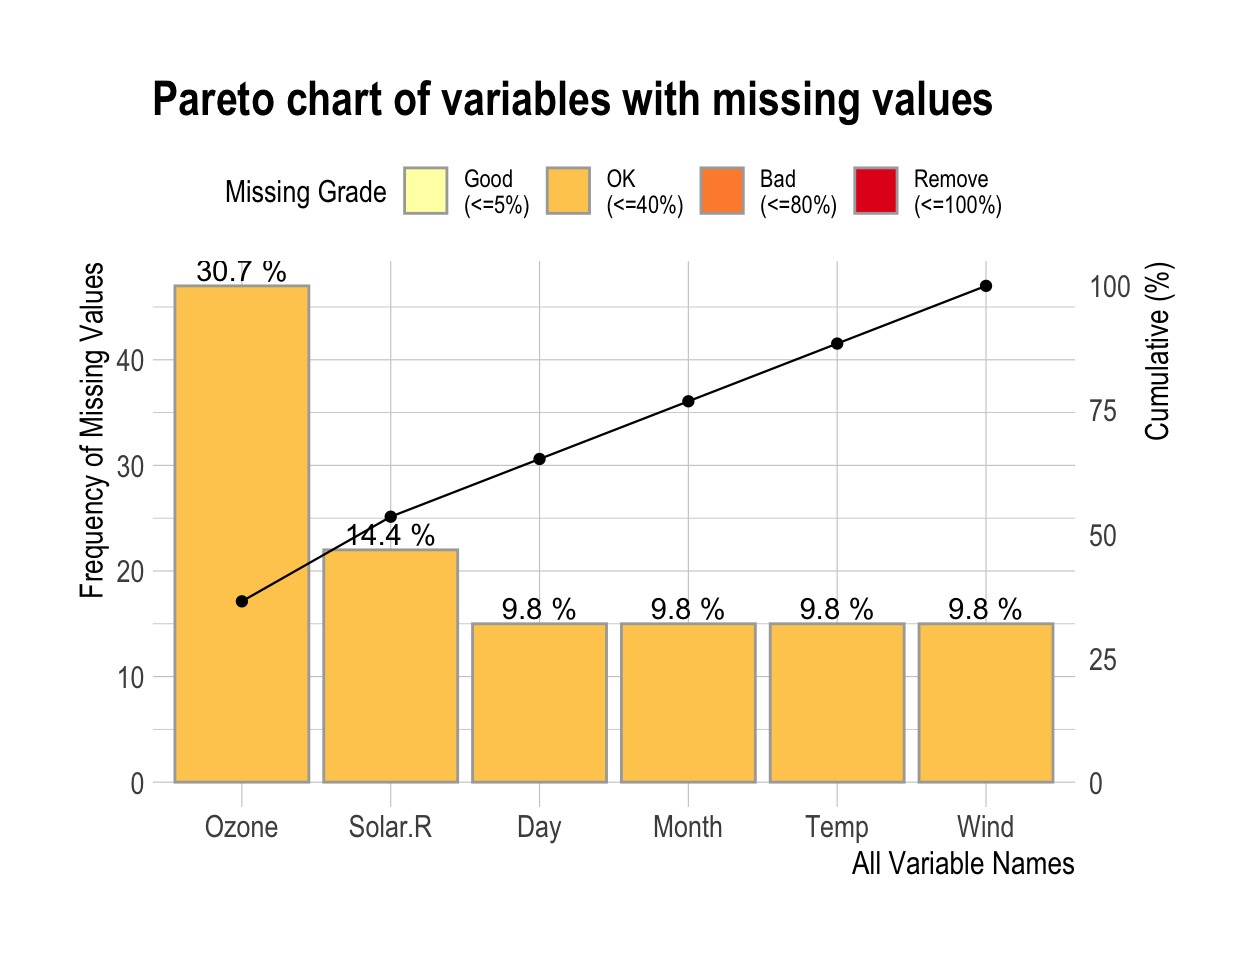 Pareto chart of variables with missing values
Missing Grade
Good
(<=5%)
OK
(<=40%)
Bad
(<=80%)
Remove
(<=100%)
Frequency of Missing Values
40
30
20
10
0
30.7 %
14.4 %
9.8 %
9.8 %
9.8 %
9.8 %
100
75
50
25
0
Cumulative (%)
Ozone
Solar.R
Day
Month
Temp
Wind
All Variable Names